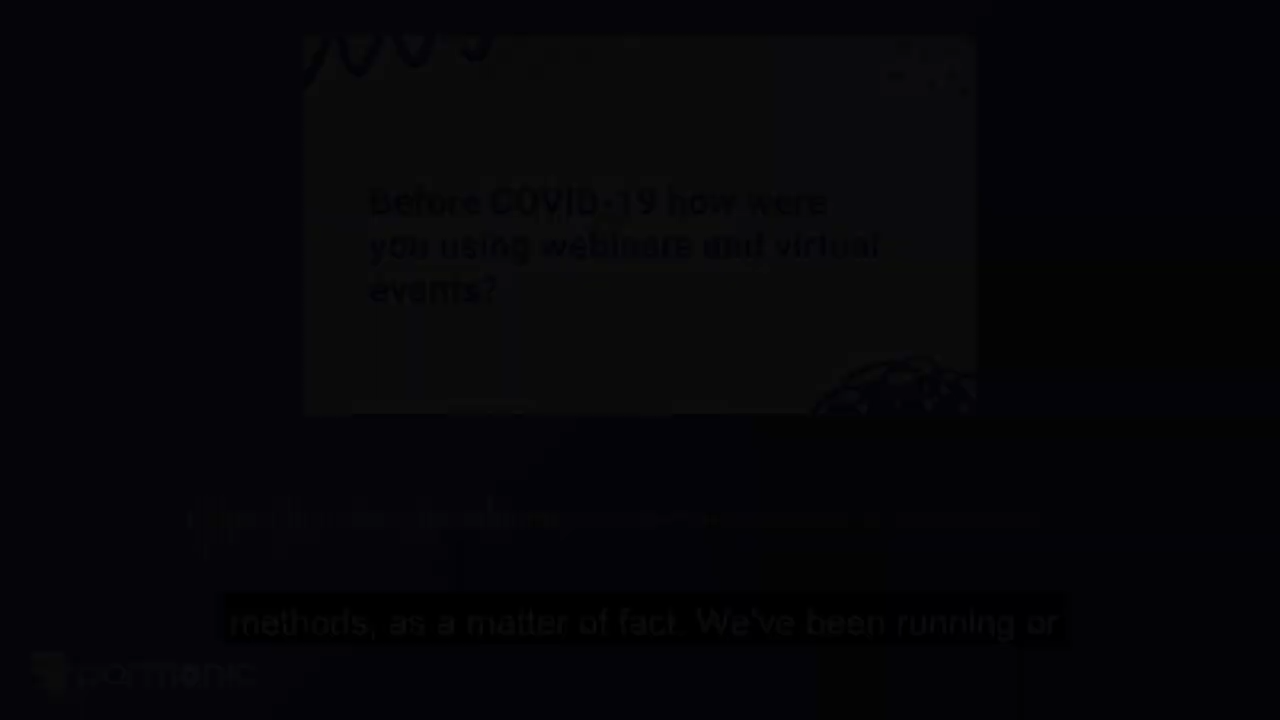 Before COVID-19 how were
you using webinars and virtual
events?
methods, as a matter of fact. We've been running or